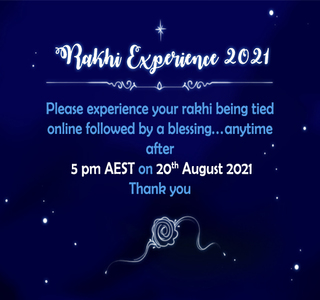 Rakhi Experience 2021
Please experience your rakhi being tied
online followed by a blessing...anytime
after
5 pm AEST on 20th August 2021
Thank you